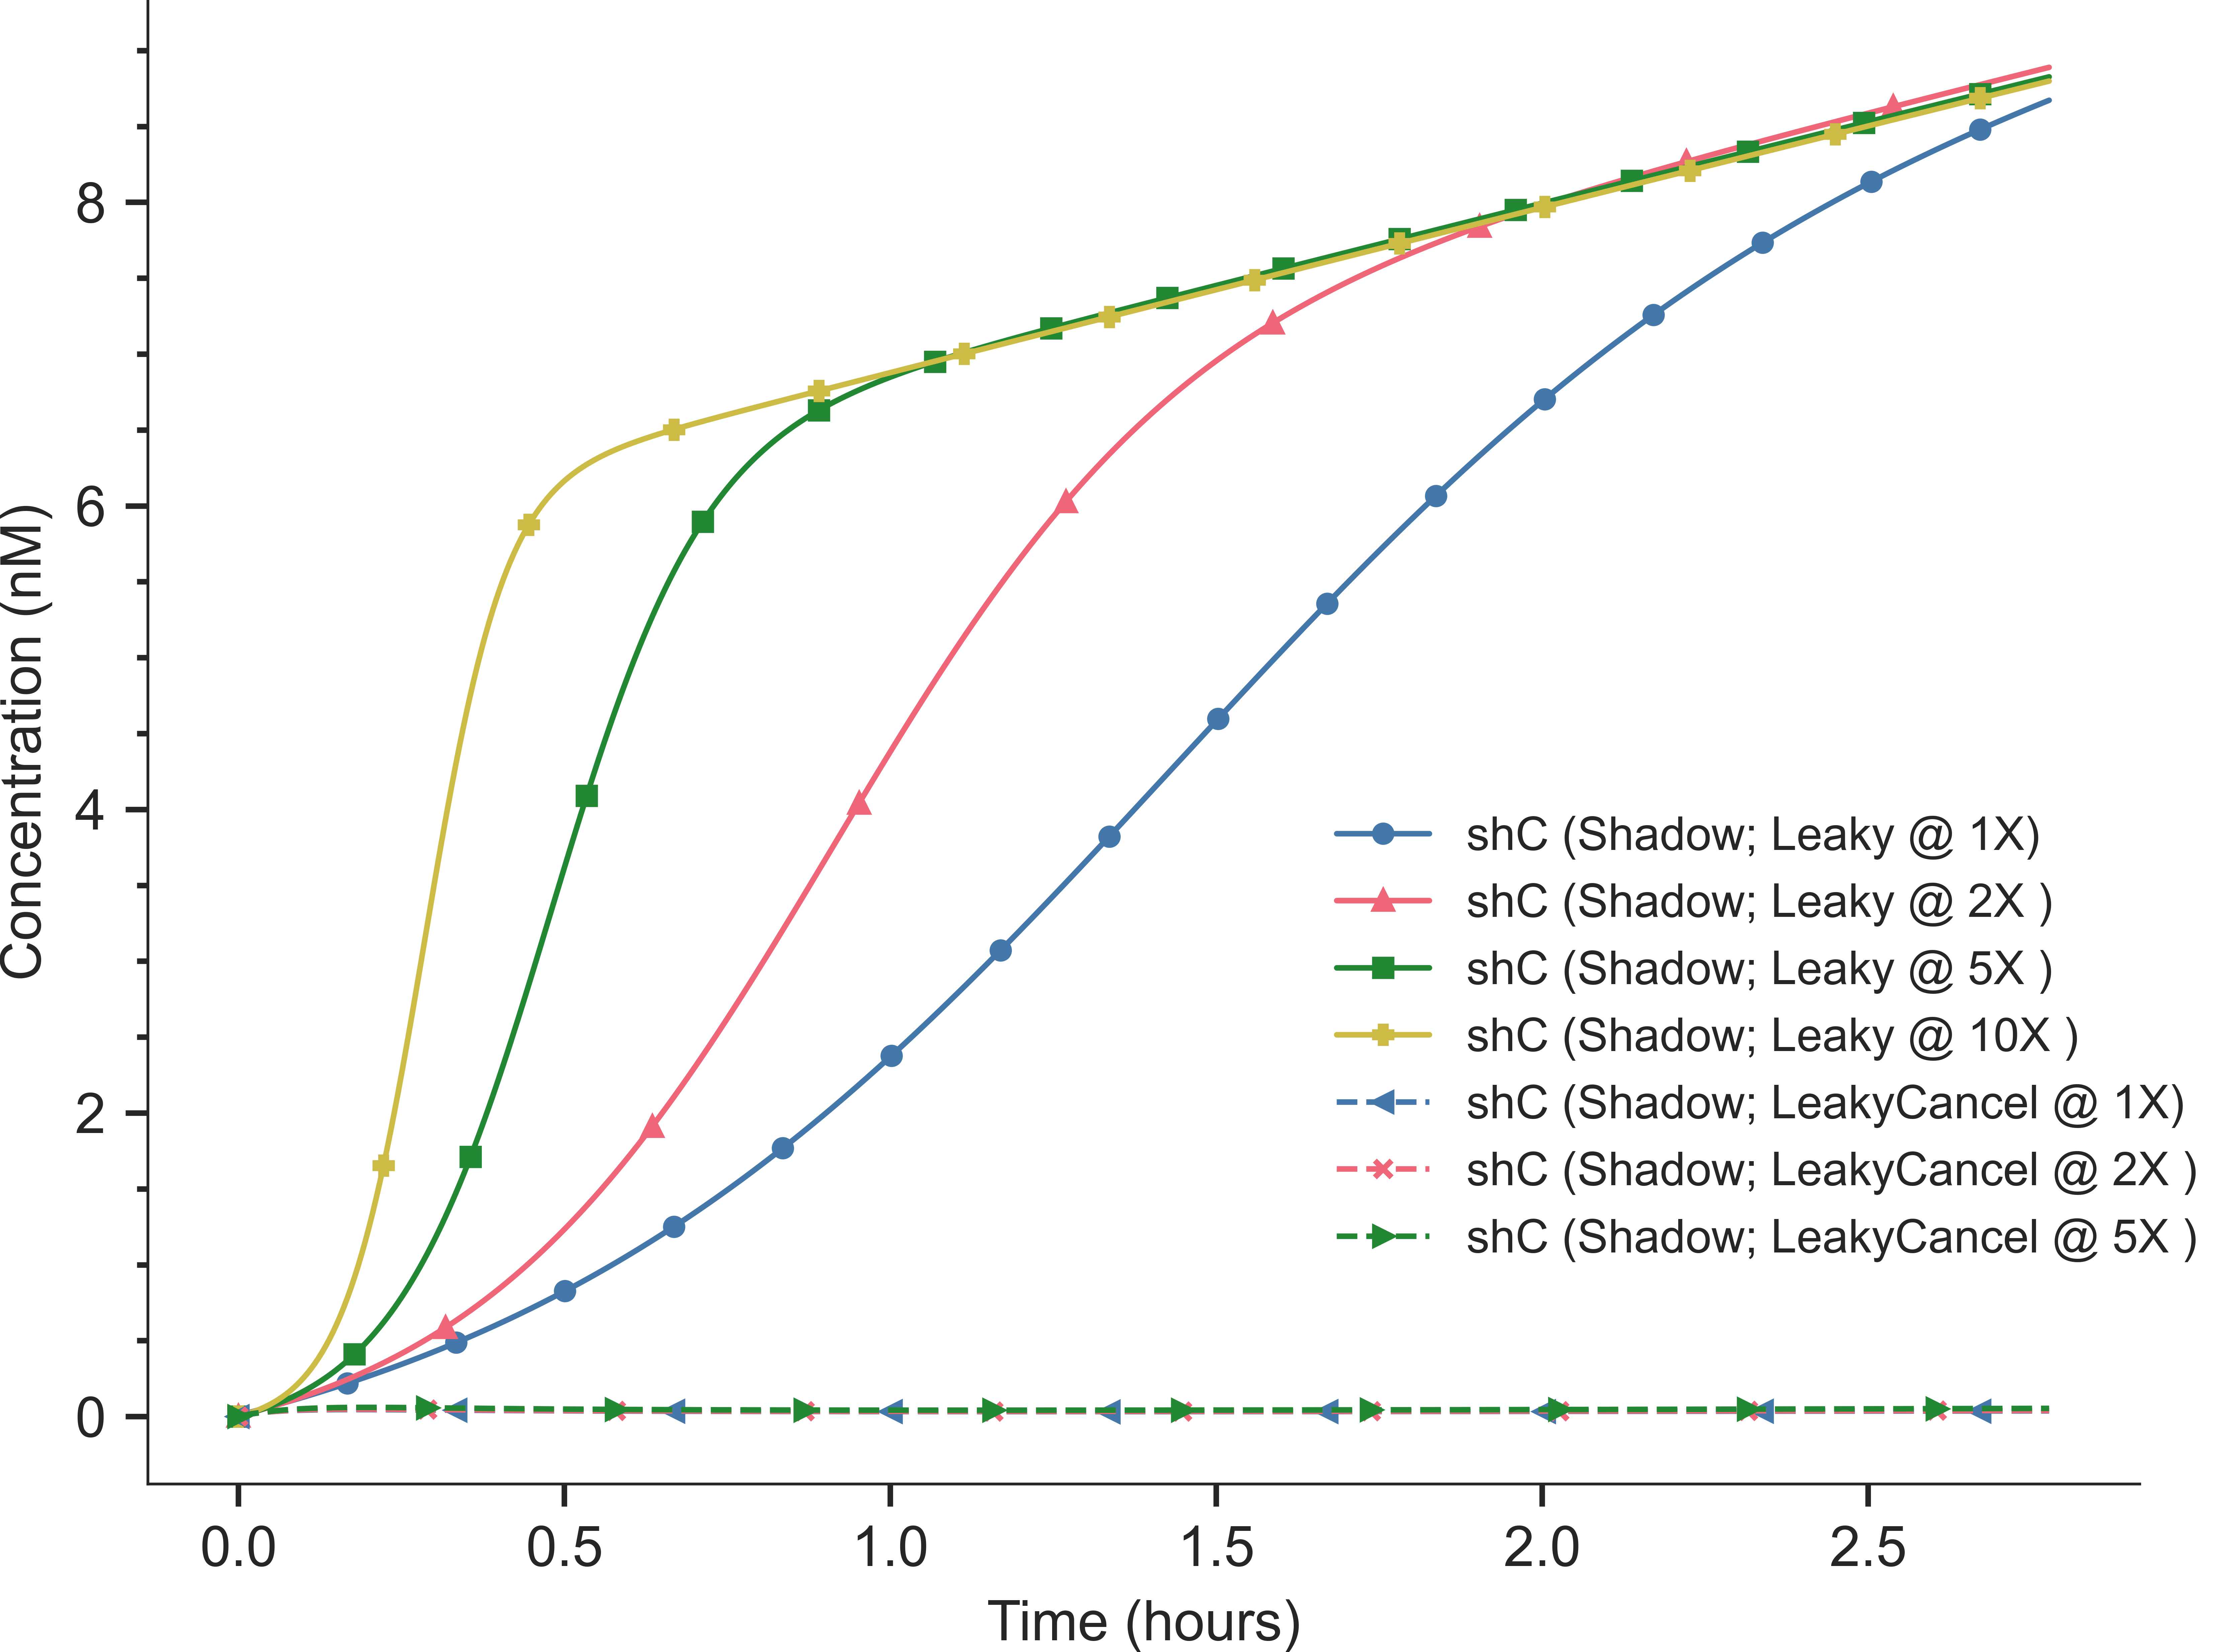 Concentration (nM)
8
6
4
2
0
shC (Shadow; Leaky @ 1X)
shC (Shadow; Leaky @ 2X )
shC (Shadow; Leaky @ 5X )
shC (Shadow; Leaky @ 10X )
shC (Shadow; LeakyCancel @ 1X)
shC (Shadow; LeakyCancel @ 2X )
shC (Shadow; LeakyCancel @ 5X )
0.0 0.5 1.0 1.5 2.0 2.5
Time (hours)